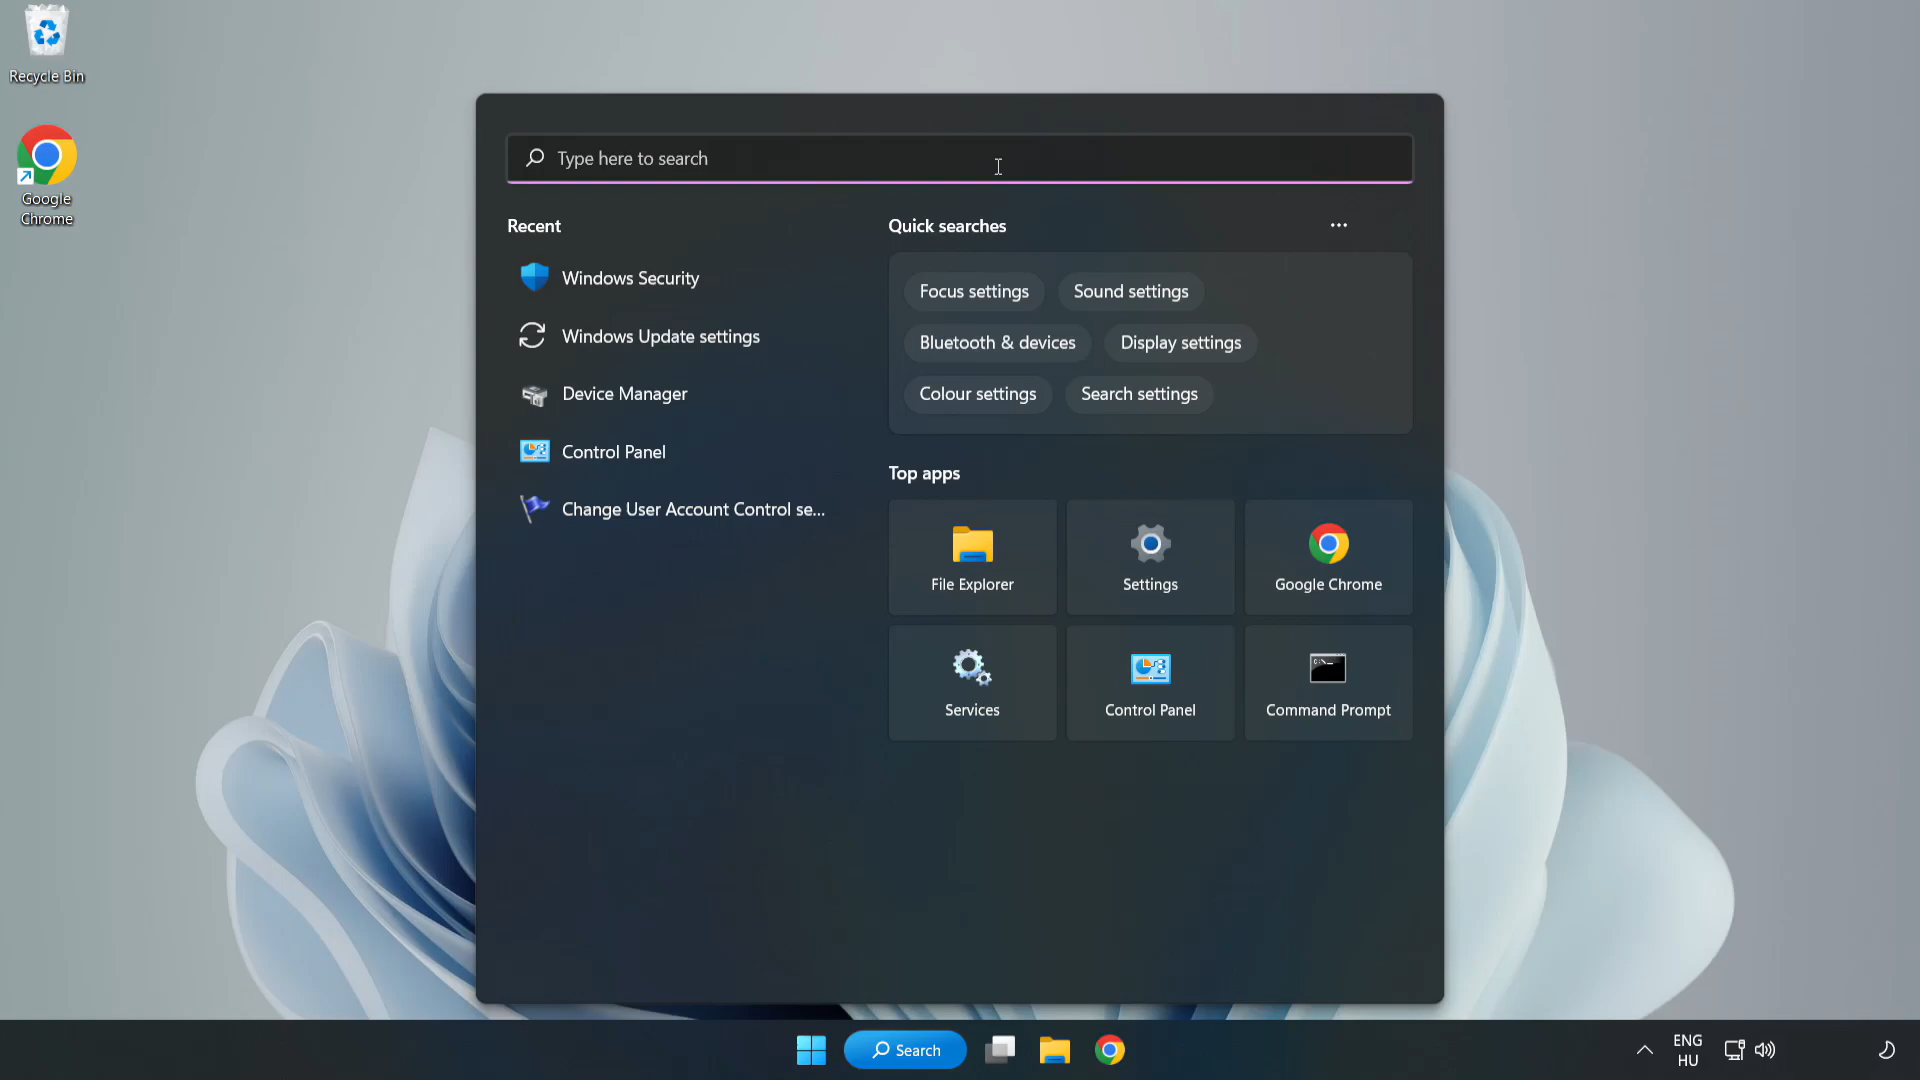 Recycle Bin
Google
Chrome
Type here to search
Recent
Windows Security
Windows Update settings
Device Manager
Control Panel
Change User Account Control se...
Quick searches
Focus settings
Sound settings
Bluetooth & devices
Display settings
Colour settings
Search settings
Top apps
File Explorer
Settings
Google Chrome
Services
Control Panel
Command Prompt
Search
ENG
HU